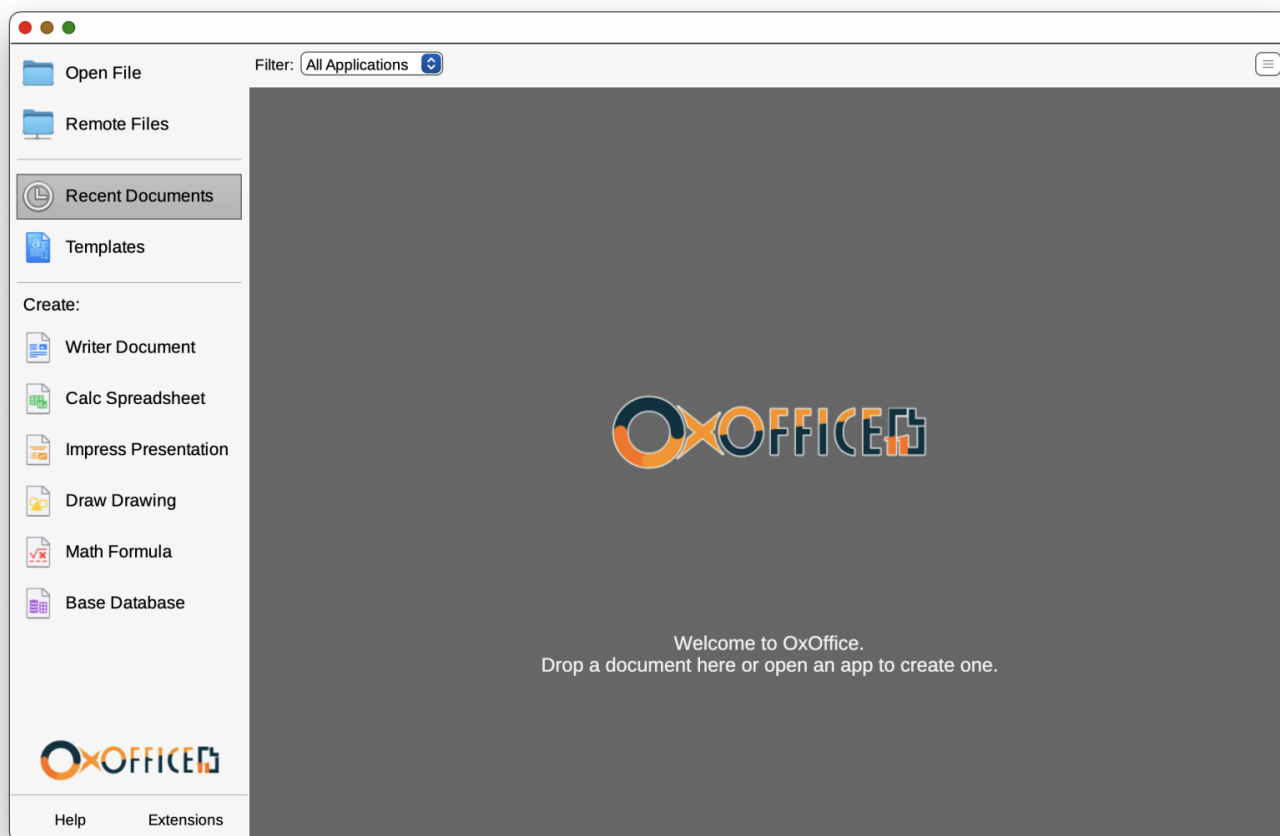 Open File
Remote Files
Recent Documents
Templates
Create:
Writer Document
Calc Spreadsheet
Impress Presentation
Draw Drawing
Math Formula
Base Database
OXOFFICE
Help
Extensions
Filter: All Applications
OXOFFICE
Welcome to OxOffice.
Drop a document here or open an app to create one.